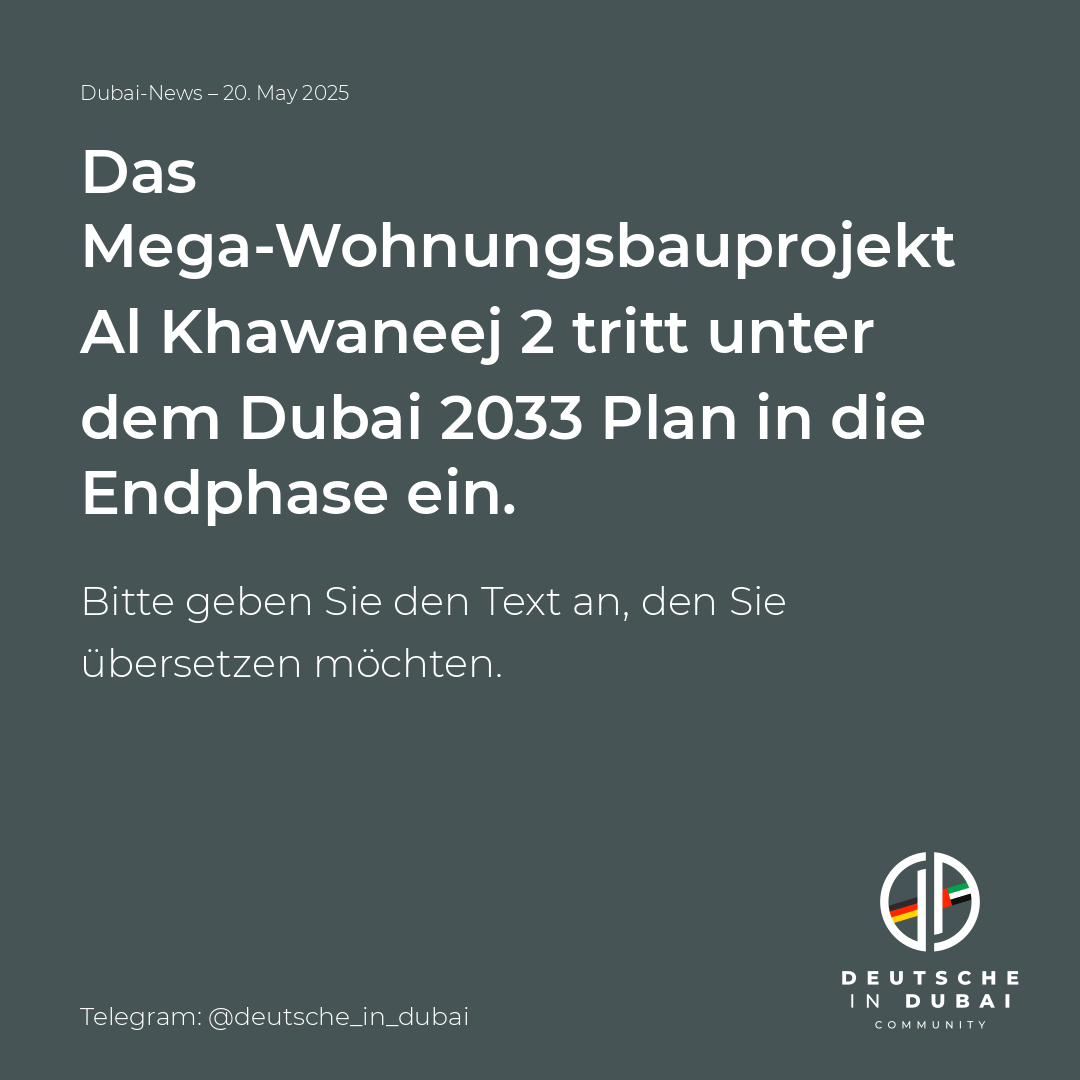 Dubai-News – 20. May 2025
Das
Mega-Wohnungsbauprojekt
Al Khawaneej 2 tritt unter
dem Dubai 2033 Plan in die
Endphase ein.
Bitte geben Sie den Text an, den Sie
übersetzen möchten.
DEUTSCHE
IN DUBAI
COMMUNITY
Telegram: @deutsche_in_dubai